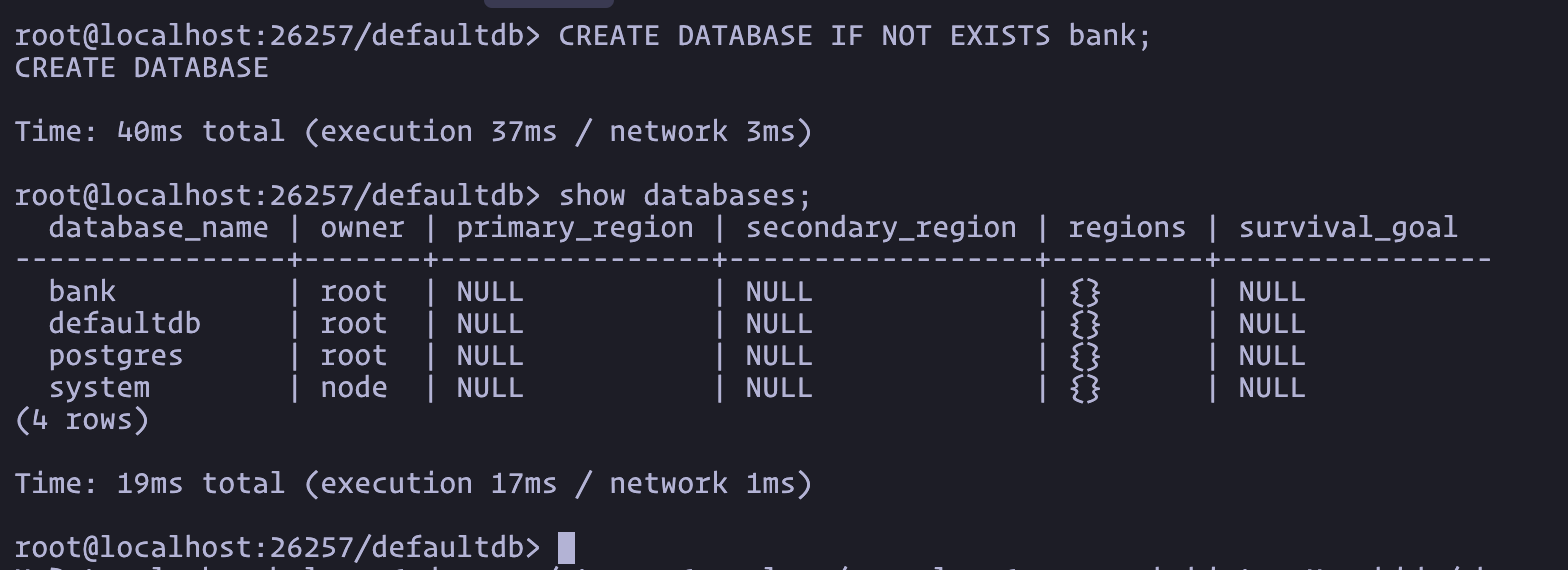 root@localhost:26257/defaultdb> CREATE DATABASE IF NOT EXISTS bank;
CREATE DATABASE

Time: 40ms total (execution 37ms / network 3ms)

root@localhost:26257/defaultdb> show databases;
  database_name | owner | primary_region | secondary_region | regions | survival_goal
----------------+-------+----------------+------------------+---------+----------------
  bank          | root  | NULL           | NULL             | {}      | NULL
  defaultdb     | root  | NULL           | NULL             | {}      | NULL
  postgres      | root  | NULL           | NULL             | {}      | NULL
  system        | node  | NULL           | NULL             | {}      | NULL
(4 rows)

Time: 19ms total (execution 17ms / network 1ms)

root@localhost:26257/defaultdb>